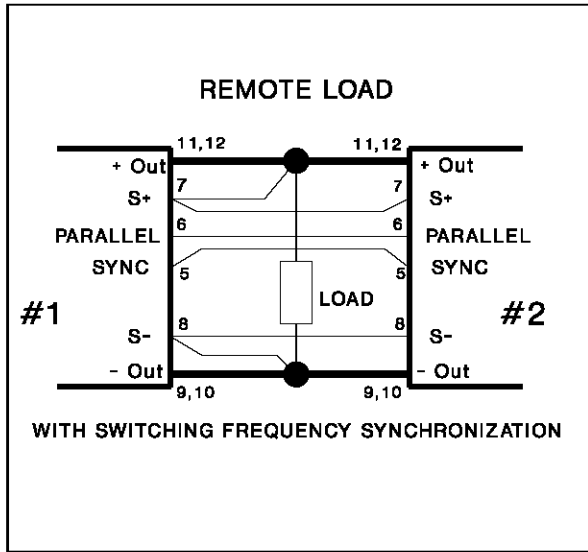 REMOTE LOAD
11,12 11,12
+ Out + Out
7 7
S+ S+
6 6
PARALLEL PARALLEL
SYNC SYNC
5 5
LOAD
#1 #2
8 8
S- S-
- Out - Out
9,10 9,10
WITH SWITCHING FREQUENCY SYNCHRONIZATION